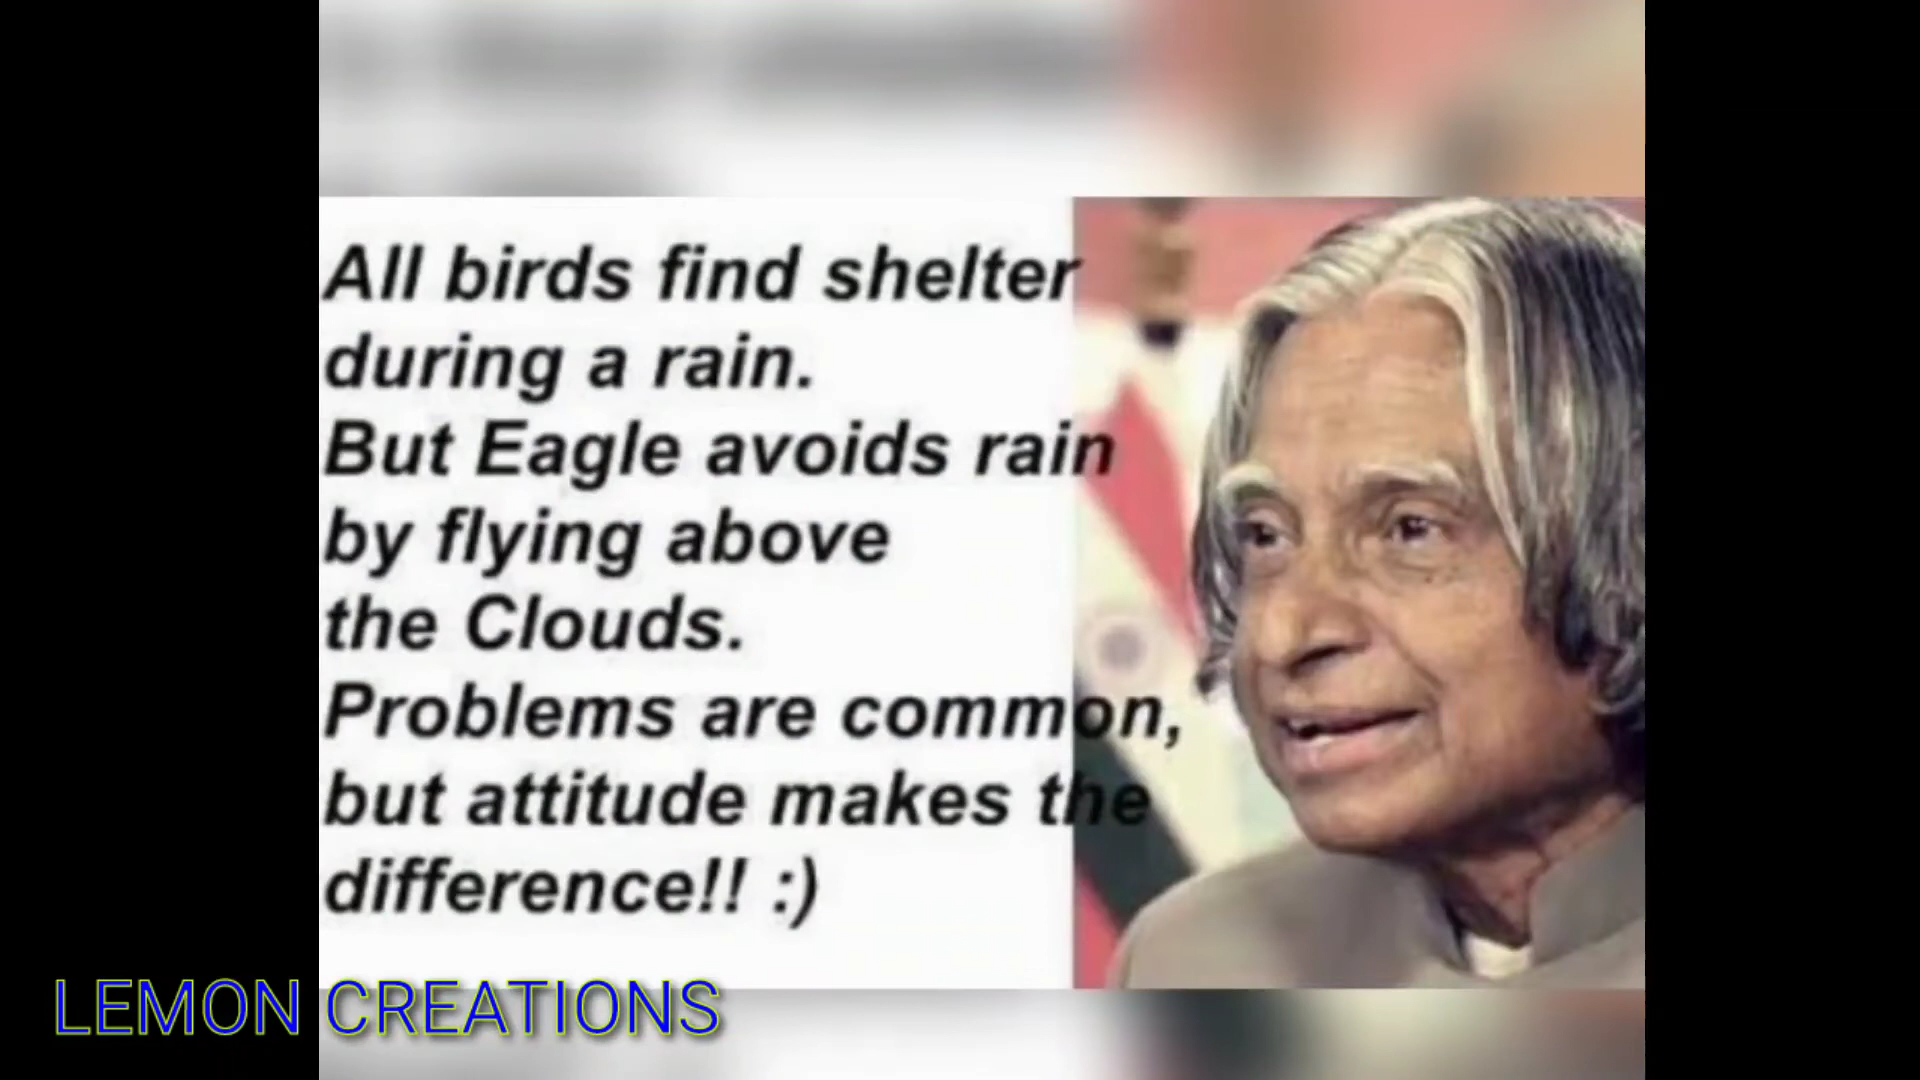 All birds find shelter
during a rain.
But Eagle avoids rain
by flying above
the Clouds.
Problems are common,
but attitude makes the
difference!! :)
LEMON CREATIONS